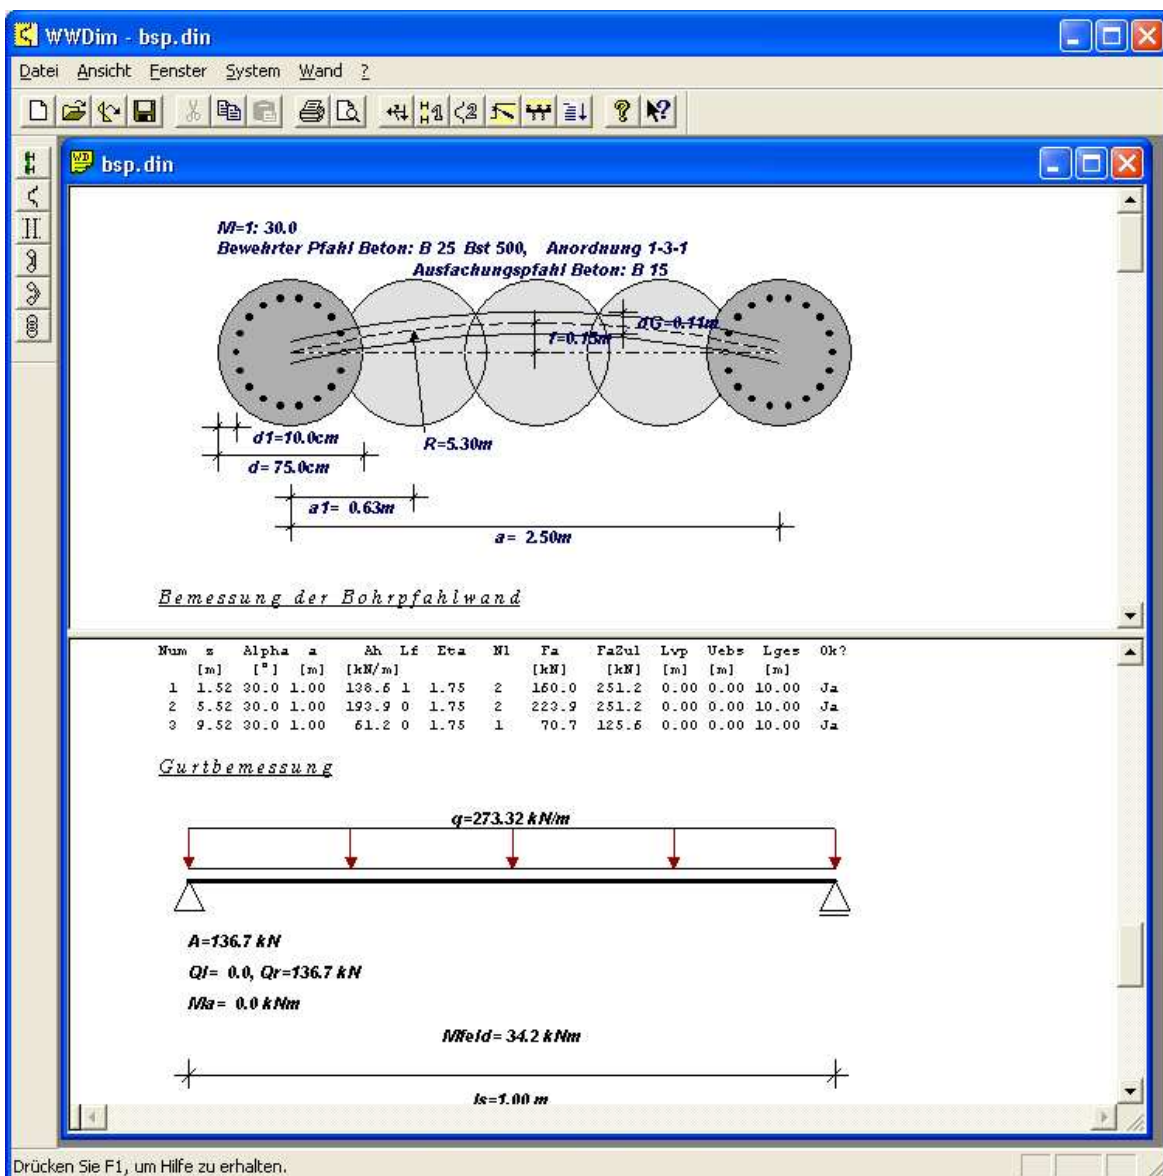 WWDim - bsp.din
Datei Ansicht Fenster System Wand ?
bsp.din
M=1: 30.0
Bewehrter Pfahl Beton: B 25 Bst 500, Anordnung 1-3-1
Ausfachungspfahl Beton: B 15
dG=0.11m
f=0.15m
d1=10.0cm
R=5.30m
d= 75.0cm
a1= 0.63m
a= 2.50m
Bemessung der Bohrpfahlwand
Num z Alpha a Ah Lf Eta Nl Fa FaZul Lvp Uebs Lges Ok?
[m] [°] [m] [kN/m] [kN] [kN] [m] [m] [m]
1 1.52 30.0 1.00 138.6 1 1.75 2 160.0 251.2 0.00 0.00 10.00 Ja
2 5.52 30.0 1.00 193.9 0 1.75 2 223.9 251.2 0.00 0.00 10.00 Ja
3 9.52 30.0 1.00 61.2 0 1.75 1 70.7 125.6 0.00 0.00 10.00 Ja
Gurtbemessung
q=273.32 kN/m
A=136.7 kN
Ql= 0.0, Qr=136.7 kN
Ma= 0.0 kNm
Mfeld= 34.2 kNm
ls=1.00 m
Drücken Sie F1, um Hilfe zu erhalten.